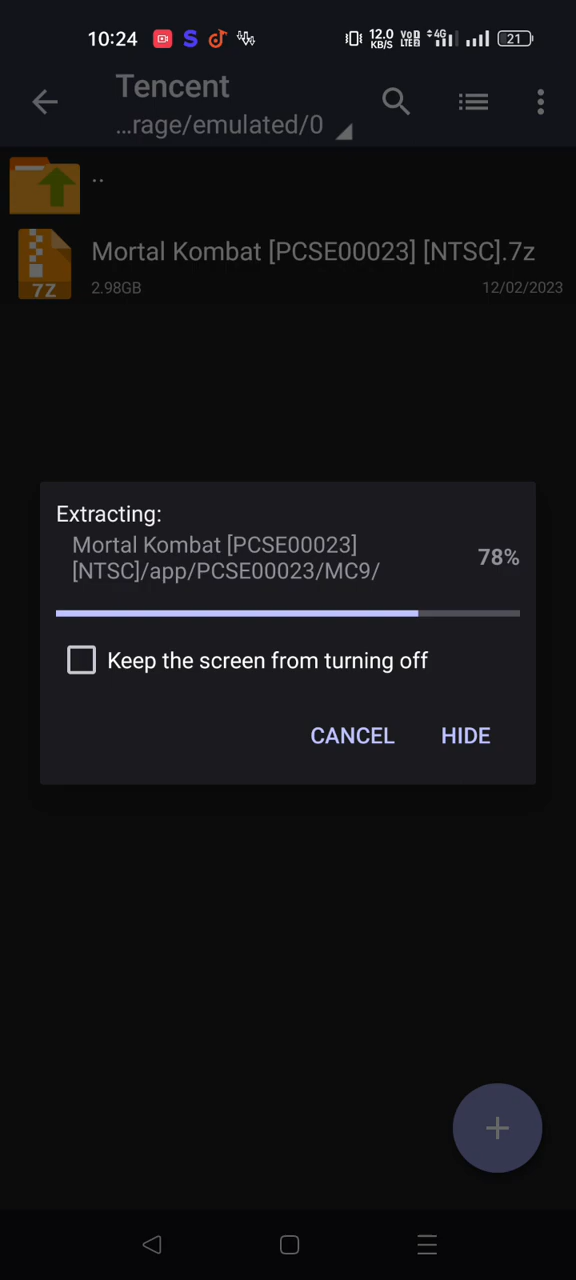 10:24 S 12.0 KB/S VoD LTE2 4G 21
Tencent
...rage/emulated/0
..
Mortal Kombat [PCSE00023] [NTSC].7z
7Z 2.98GB 12/02/2023
Extracting:
Mortal Kombat [PCSE00023]
[NTSC]/app/PCSE00023/MC9/
78%
Keep the screen from turning off
CANCEL HIDE
+